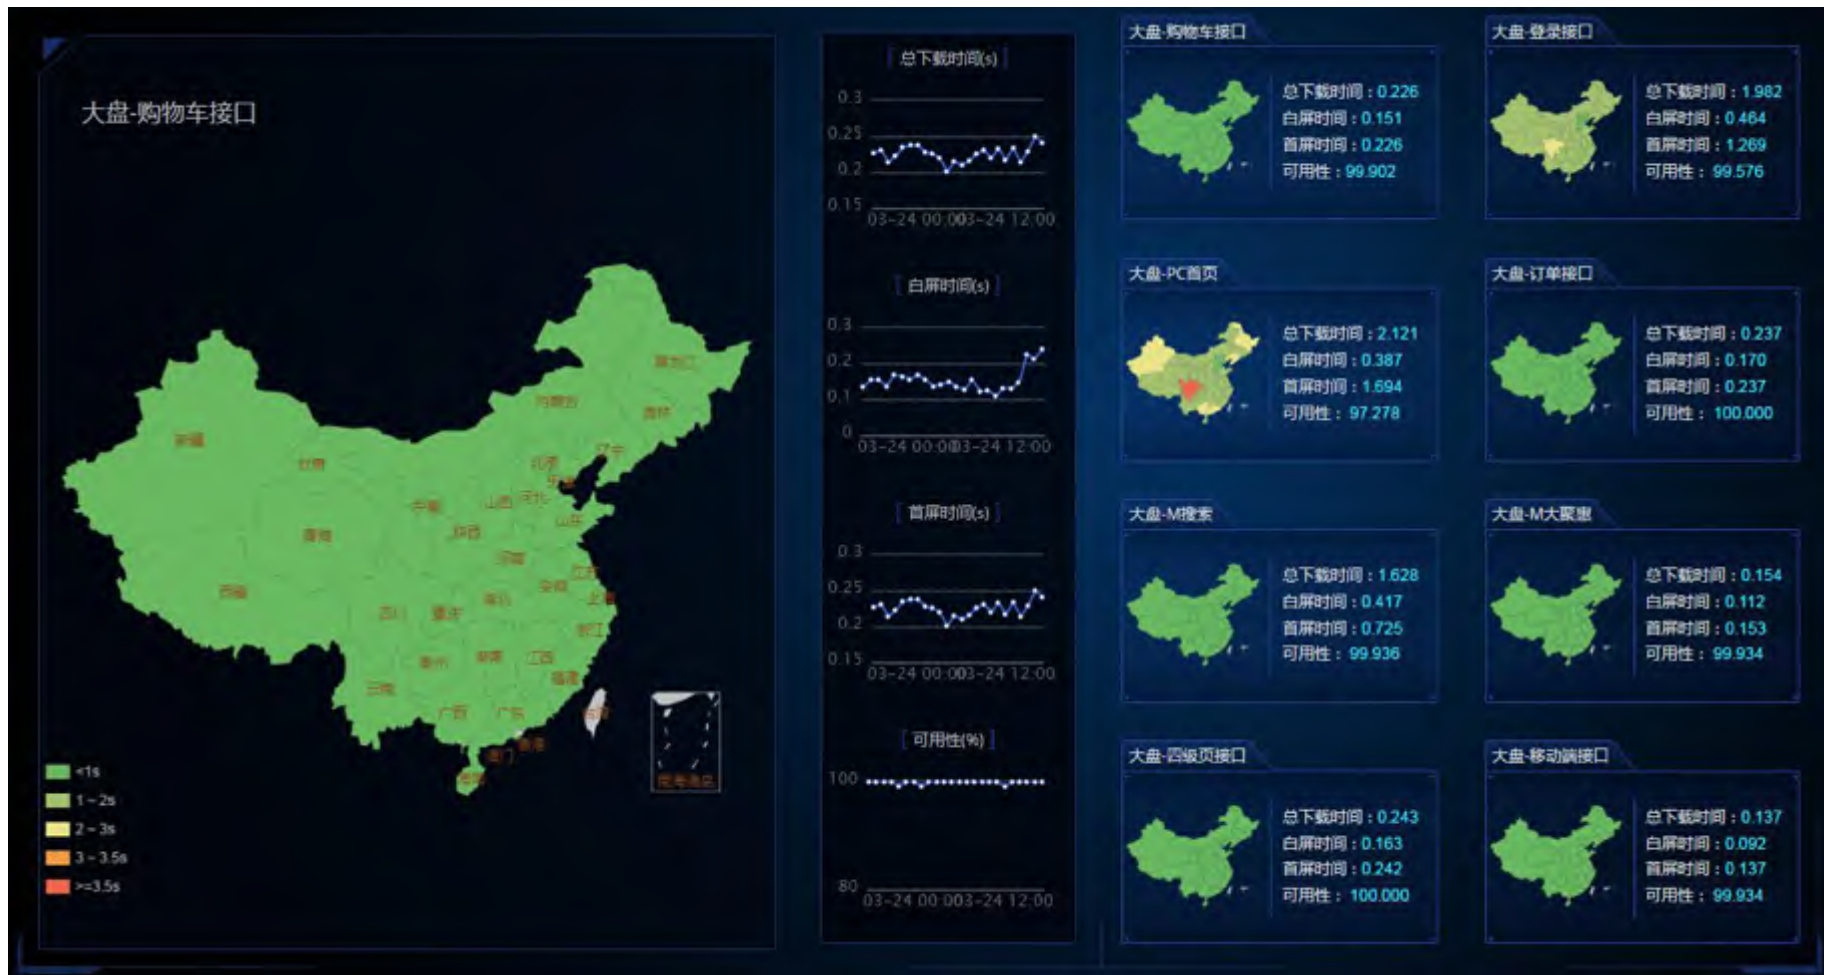 大盘-购物车接口
新疆
甘肃
青海
西藏
内蒙古
黑龙江
吉林
辽宁
北京
河北
山西
山东
宁夏
陕西
河南
江苏
安徽
上海
四川
重庆
湖北
浙江
贵州
湖南
江西
福建
云南
广西
广东
台湾
香港
澳门
海南
南海诸岛
<1s
1~2s
2~3s
3~3.5s
>=3.5s
总下载时间(s)
0.3
0.25
0.2
0.15
03-24 00:00
03-24 12:00
白屏时间(s)
0.3
0.2
0.1
0
03-24 00:00
03-24 12:00
首屏时间(s)
0.3
0.25
0.2
0.15
03-24 00:00
03-24 12:00
可用性(%)
100
80
03-24 00:00
03-24 12:00
大盘-购物车接口
总下载时间：0.226
白屏时间：0.151
首屏时间：0.226
可用性：99.902
大盘-登录接口
总下载时间：1.982
白屏时间：0.464
首屏时间：1.269
可用性：99.576
大盘-PC首页
总下载时间：2.121
白屏时间：0.387
首屏时间：1.694
可用性：97.278
大盘-订单接口
总下载时间：0.237
白屏时间：0.170
首屏时间：0.237
可用性：100.000
大盘-M搜索
总下载时间：1.628
白屏时间：0.417
首屏时间：0.725
可用性：99.936
大盘-M大聚惠
总下载时间：0.154
白屏时间：0.112
首屏时间：0.153
可用性：99.934
大盘-四级页接口
总下载时间：0.243
白屏时间：0.163
首屏时间：0.242
可用性：100.000
大盘-移动端接口
总下载时间：0.137
白屏时间：0.092
首屏时间：0.137
可用性：99.934